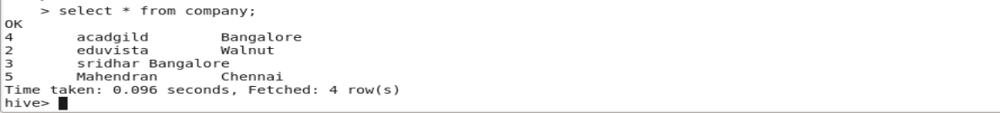 > select * from company;
OK
4 acadgild Bangalore
2 eduvista Walnut
3 sridhar Bangalore
5 Mahendran Chennai
Time taken: 0.096 seconds, Fetched: 4 row(s)
hive>